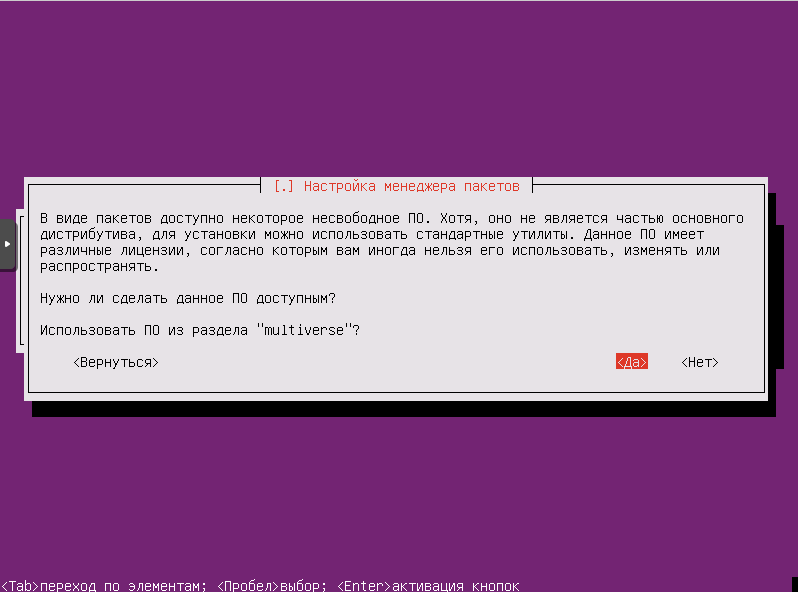 [.] Настройка менеджера пакетов
В виде пакетов доступно некоторое несвободное ПО. Хотя, оно не является частью основного
дистрибутива, для установки можно использовать стандартные утилиты. Данное ПО имеет
различные лицензии, согласно которым вам иногда нельзя его использовать, изменять или
распространять.
Нужно ли сделать данное ПО доступным?
Использовать ПО из раздела "multiverse"?
<Вернуться> <Да> <Нет>
<Tab>переход по элементам; <Пробел>выбор; <Enter>активация кнопок